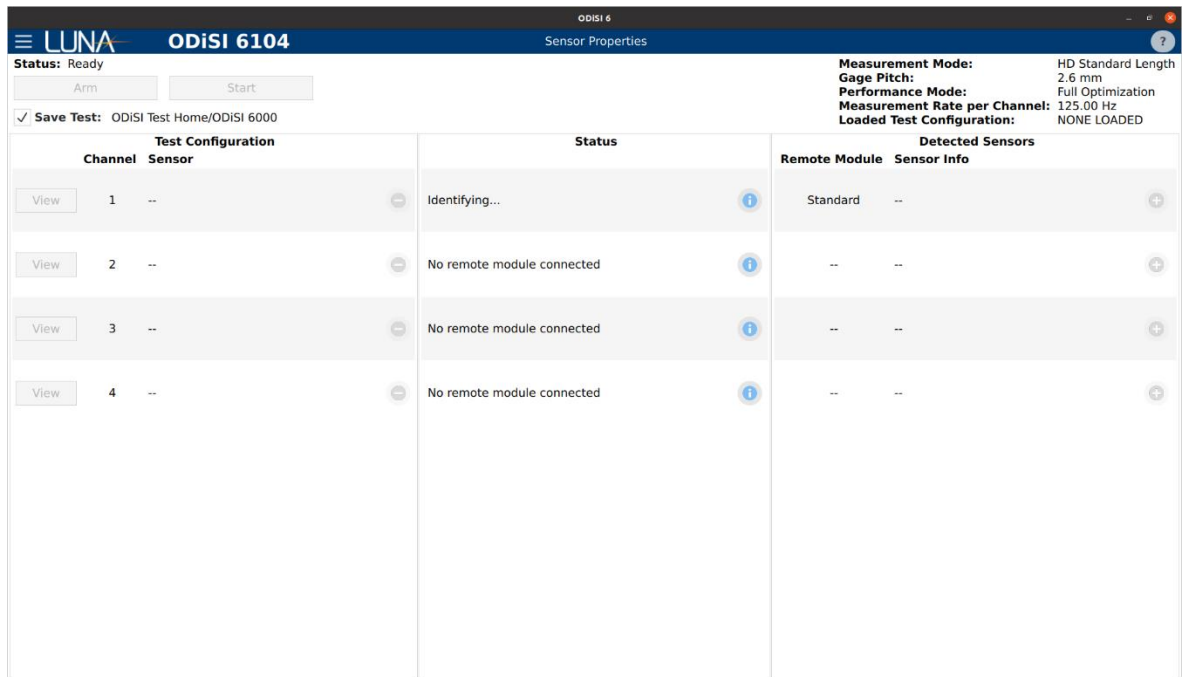 ODiSI 6
LUNA ODiSI 6104 Sensor Properties ?
Status: Ready
Arm Start
Save Test: ODiSI Test Home/ODiSI 6000
Measurement Mode: HD Standard Length
Gage Pitch: 2.6 mm
Performance Mode: Full Optimization
Measurement Rate per Channel: 125.00 Hz
Loaded Test Configuration: NONE LOADED
Test Configuration Status Detected Sensors
Channel Sensor Remote Module Sensor Info
View 1 -- Identifying... Standard --
View 2 -- No remote module connected -- --
View 3 -- No remote module connected -- --
View 4 -- No remote module connected -- --